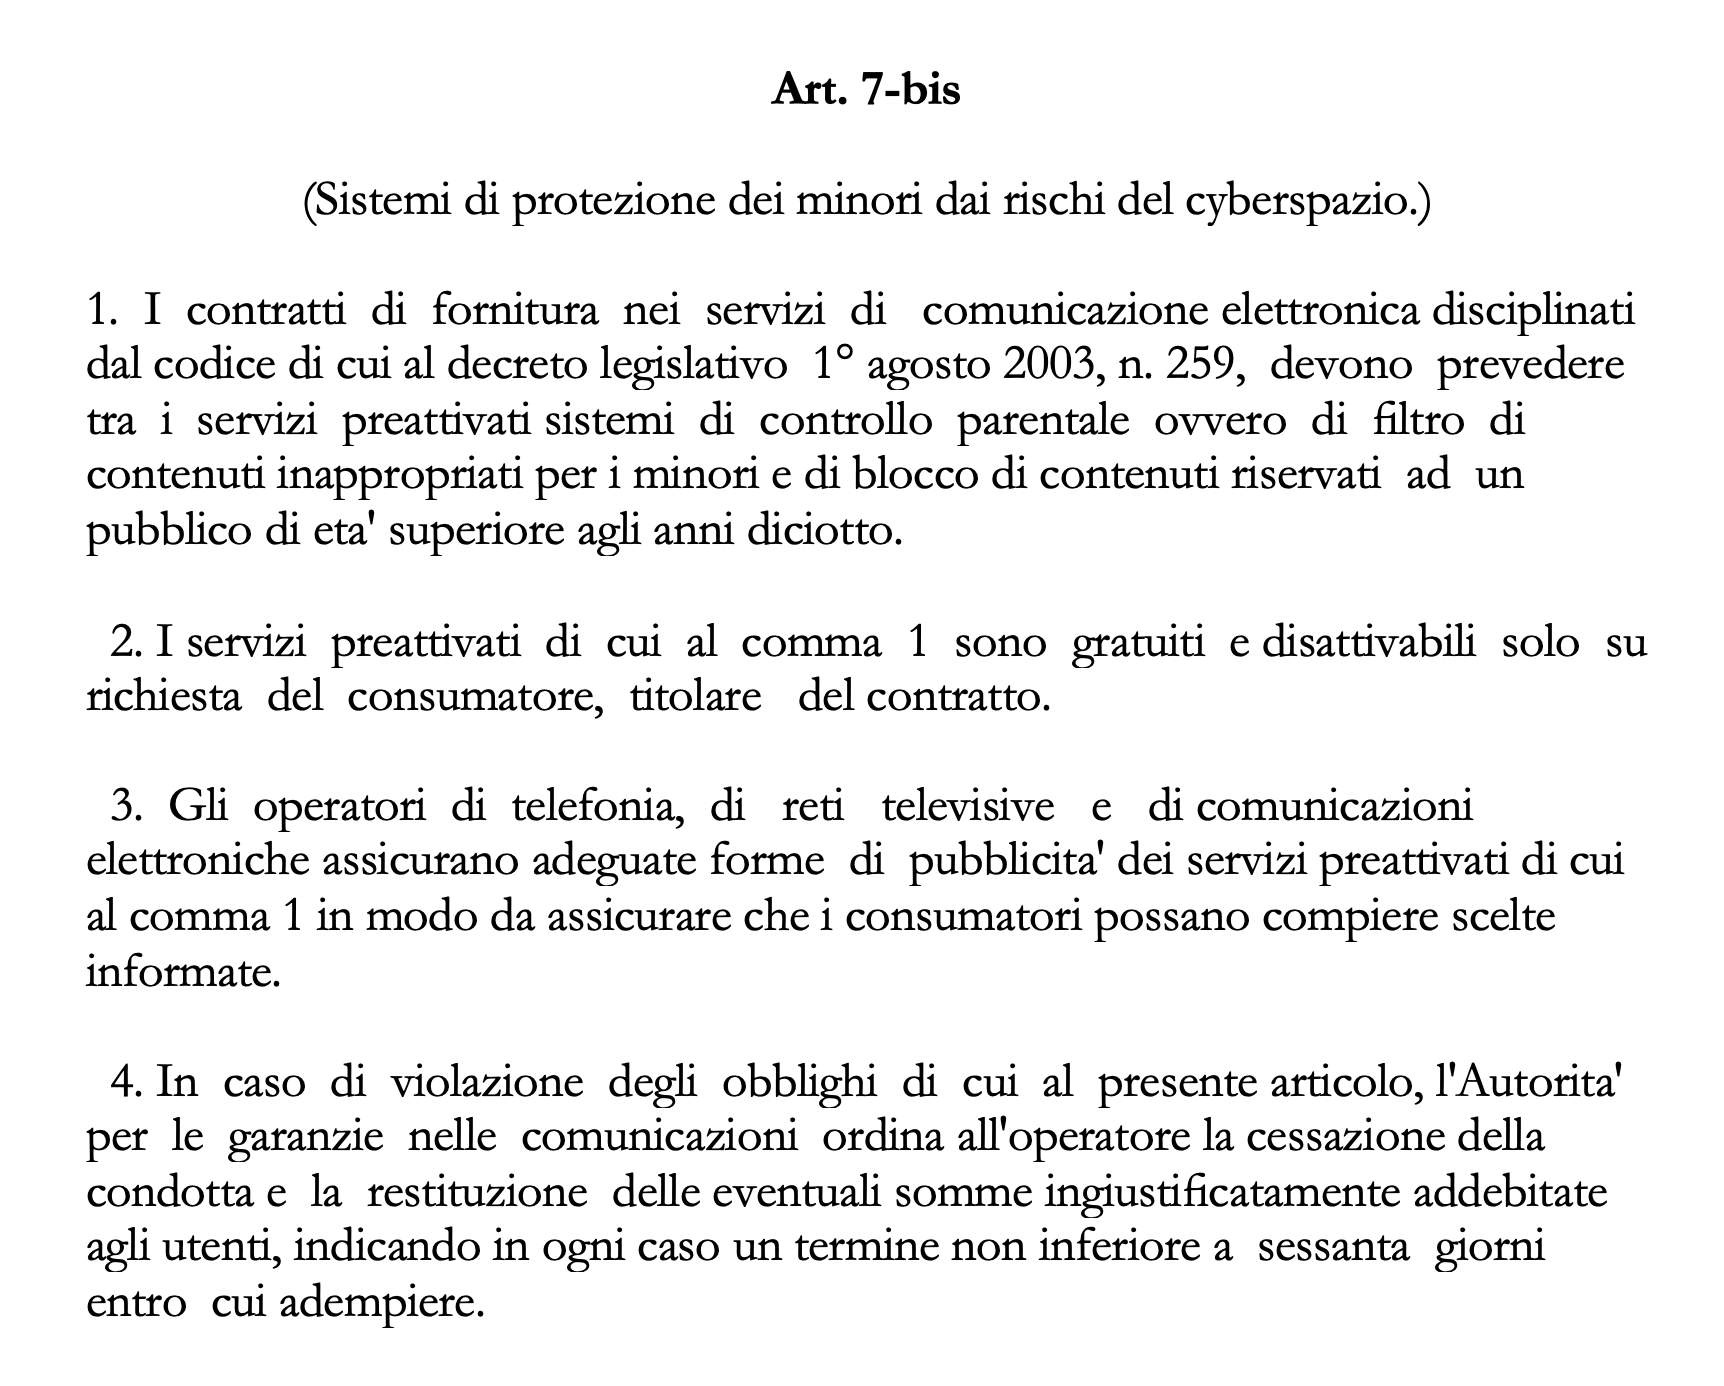 Art. 7-bis
(Sistemi di protezione dei minori dai rischi del cyberspazio.)
1. I contratti di fornitura nei servizi di comunicazione elettronica disciplinati
dal codice di cui al decreto legislativo 1° agosto 2003, n. 259, devono prevedere
tra i servizi preattivati sistemi di controllo parentale ovvero di filtro di
contenuti inappropriati per i minori e di blocco di contenuti riservati ad un
pubblico di eta' superiore agli anni diciotto.
2. I servizi preattivati di cui al comma 1 sono gratuiti e disattivabili solo su
richiesta del consumatore, titolare del contratto.
3. Gli operatori di telefonia, di reti televisive e di comunicazioni
elettroniche assicurano adeguate forme di pubblicita' dei servizi preattivati di cui
al comma 1 in modo da assicurare che i consumatori possano compiere scelte
informate.
4. In caso di violazione degli obblighi di cui al presente articolo, l'Autorita'
per le garanzie nelle comunicazioni ordina all'operatore la cessazione della
condotta e la restituzione delle eventuali somme ingiustificatamente addebitate
agli utenti, indicando in ogni caso un termine non inferiore a sessanta giorni
entro cui adempiere.